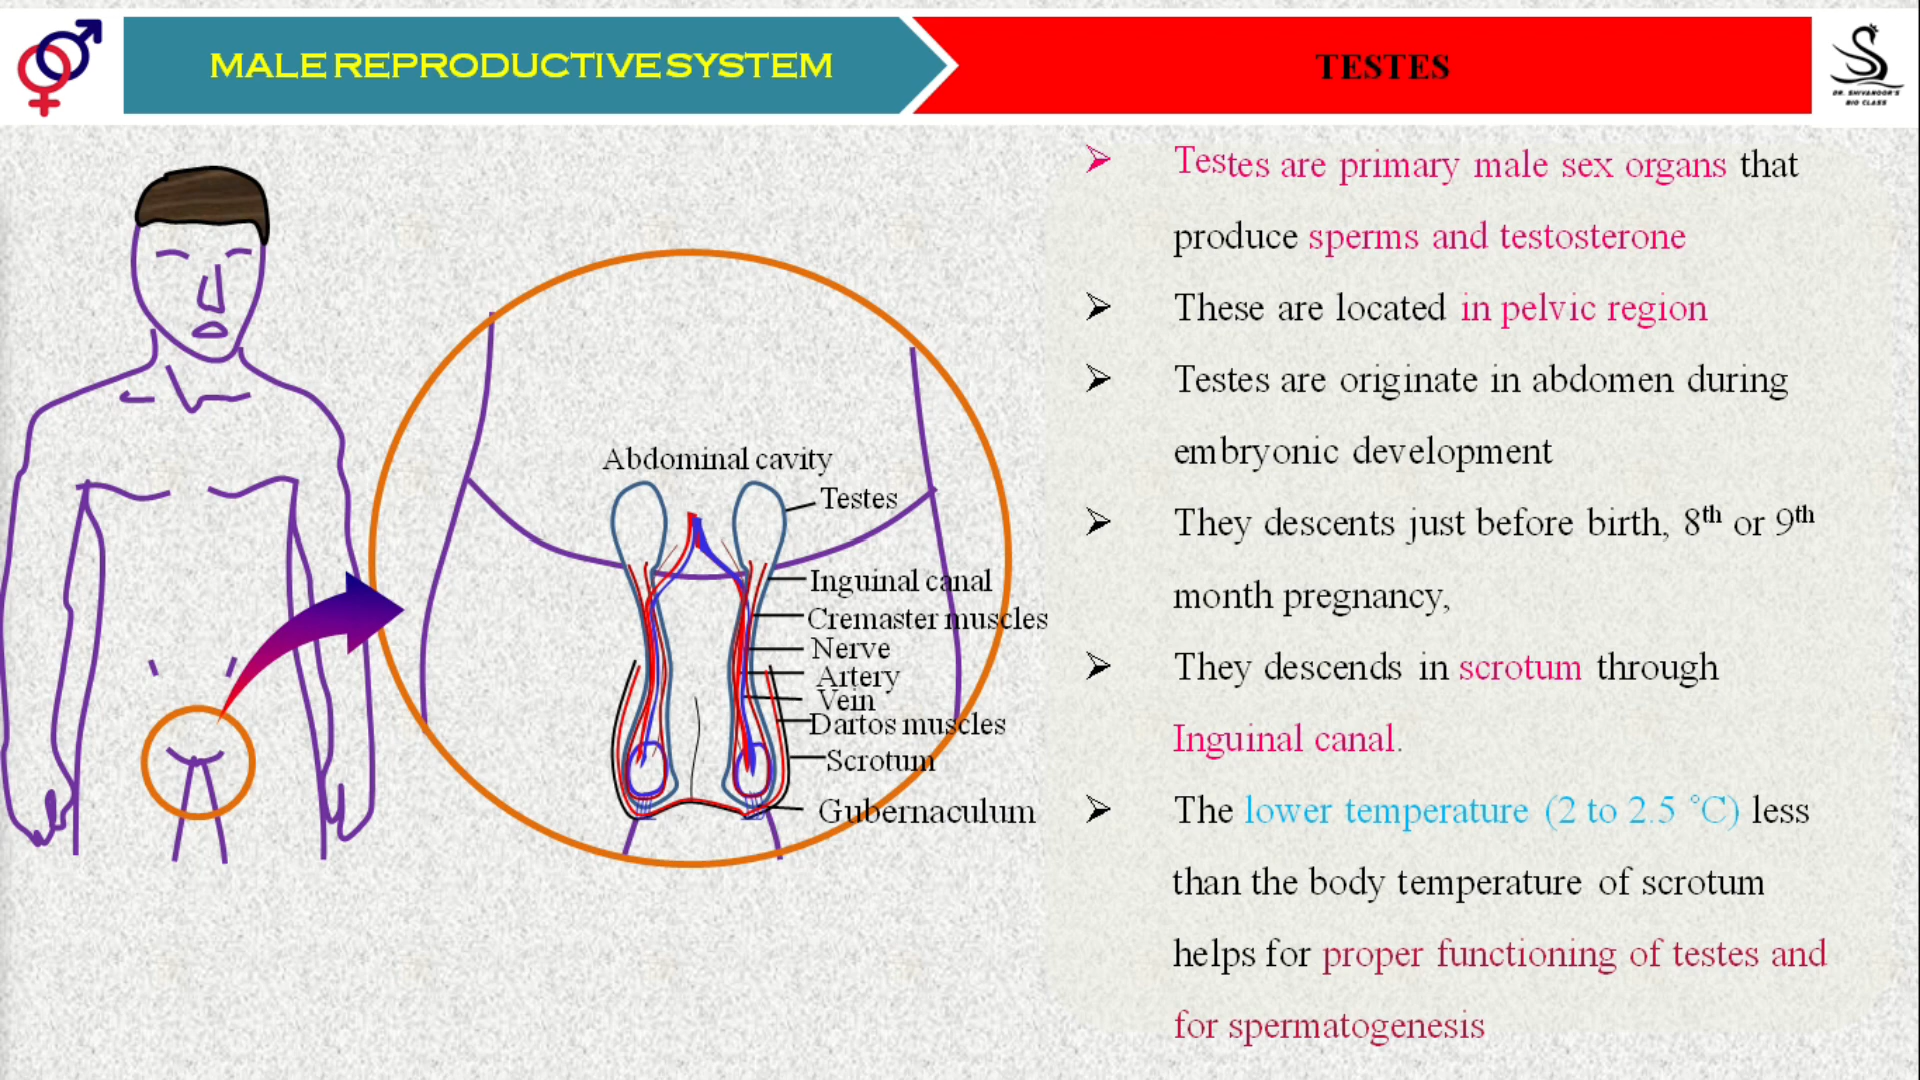 MALE REPRODUCTIVE SYSTEM
TESTES
DR. SHIVANOOR'S
BIO CLASS
Abdominal cavity
Testes
Inguinal canal
Cremaster muscles
Nerve
Artery
Vein
Dartos muscles
Scrotum
Gubernaculum
➢ Testes are primary male sex organs that
produce sperms and testosterone
➢ These are located in pelvic region
➢ Testes are originate in abdomen during
embryonic development
➢ They descents just before birth, 8th or 9th
month pregnancy,
➢ They descends in scrotum through
Inguinal canal.
➢ The lower temperature (2 to 2.5 °C) less
than the body temperature of scrotum
helps for proper functioning of testes and
for spermatogenesis